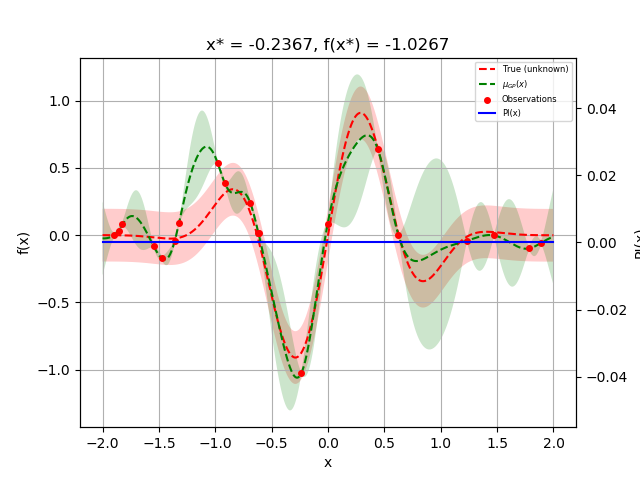 x* = -0.2367, f(x*) = -1.0267
True (unknown)
μGP(x)
Observations
PI(x)
1.0
0.5
0.0
−0.5
−1.0
f(x)
0.04
0.02
0.00
−0.02
−0.04
PI(x)
−2.0 −1.5 −1.0 −0.5 0.0 0.5 1.0 1.5 2.0
x